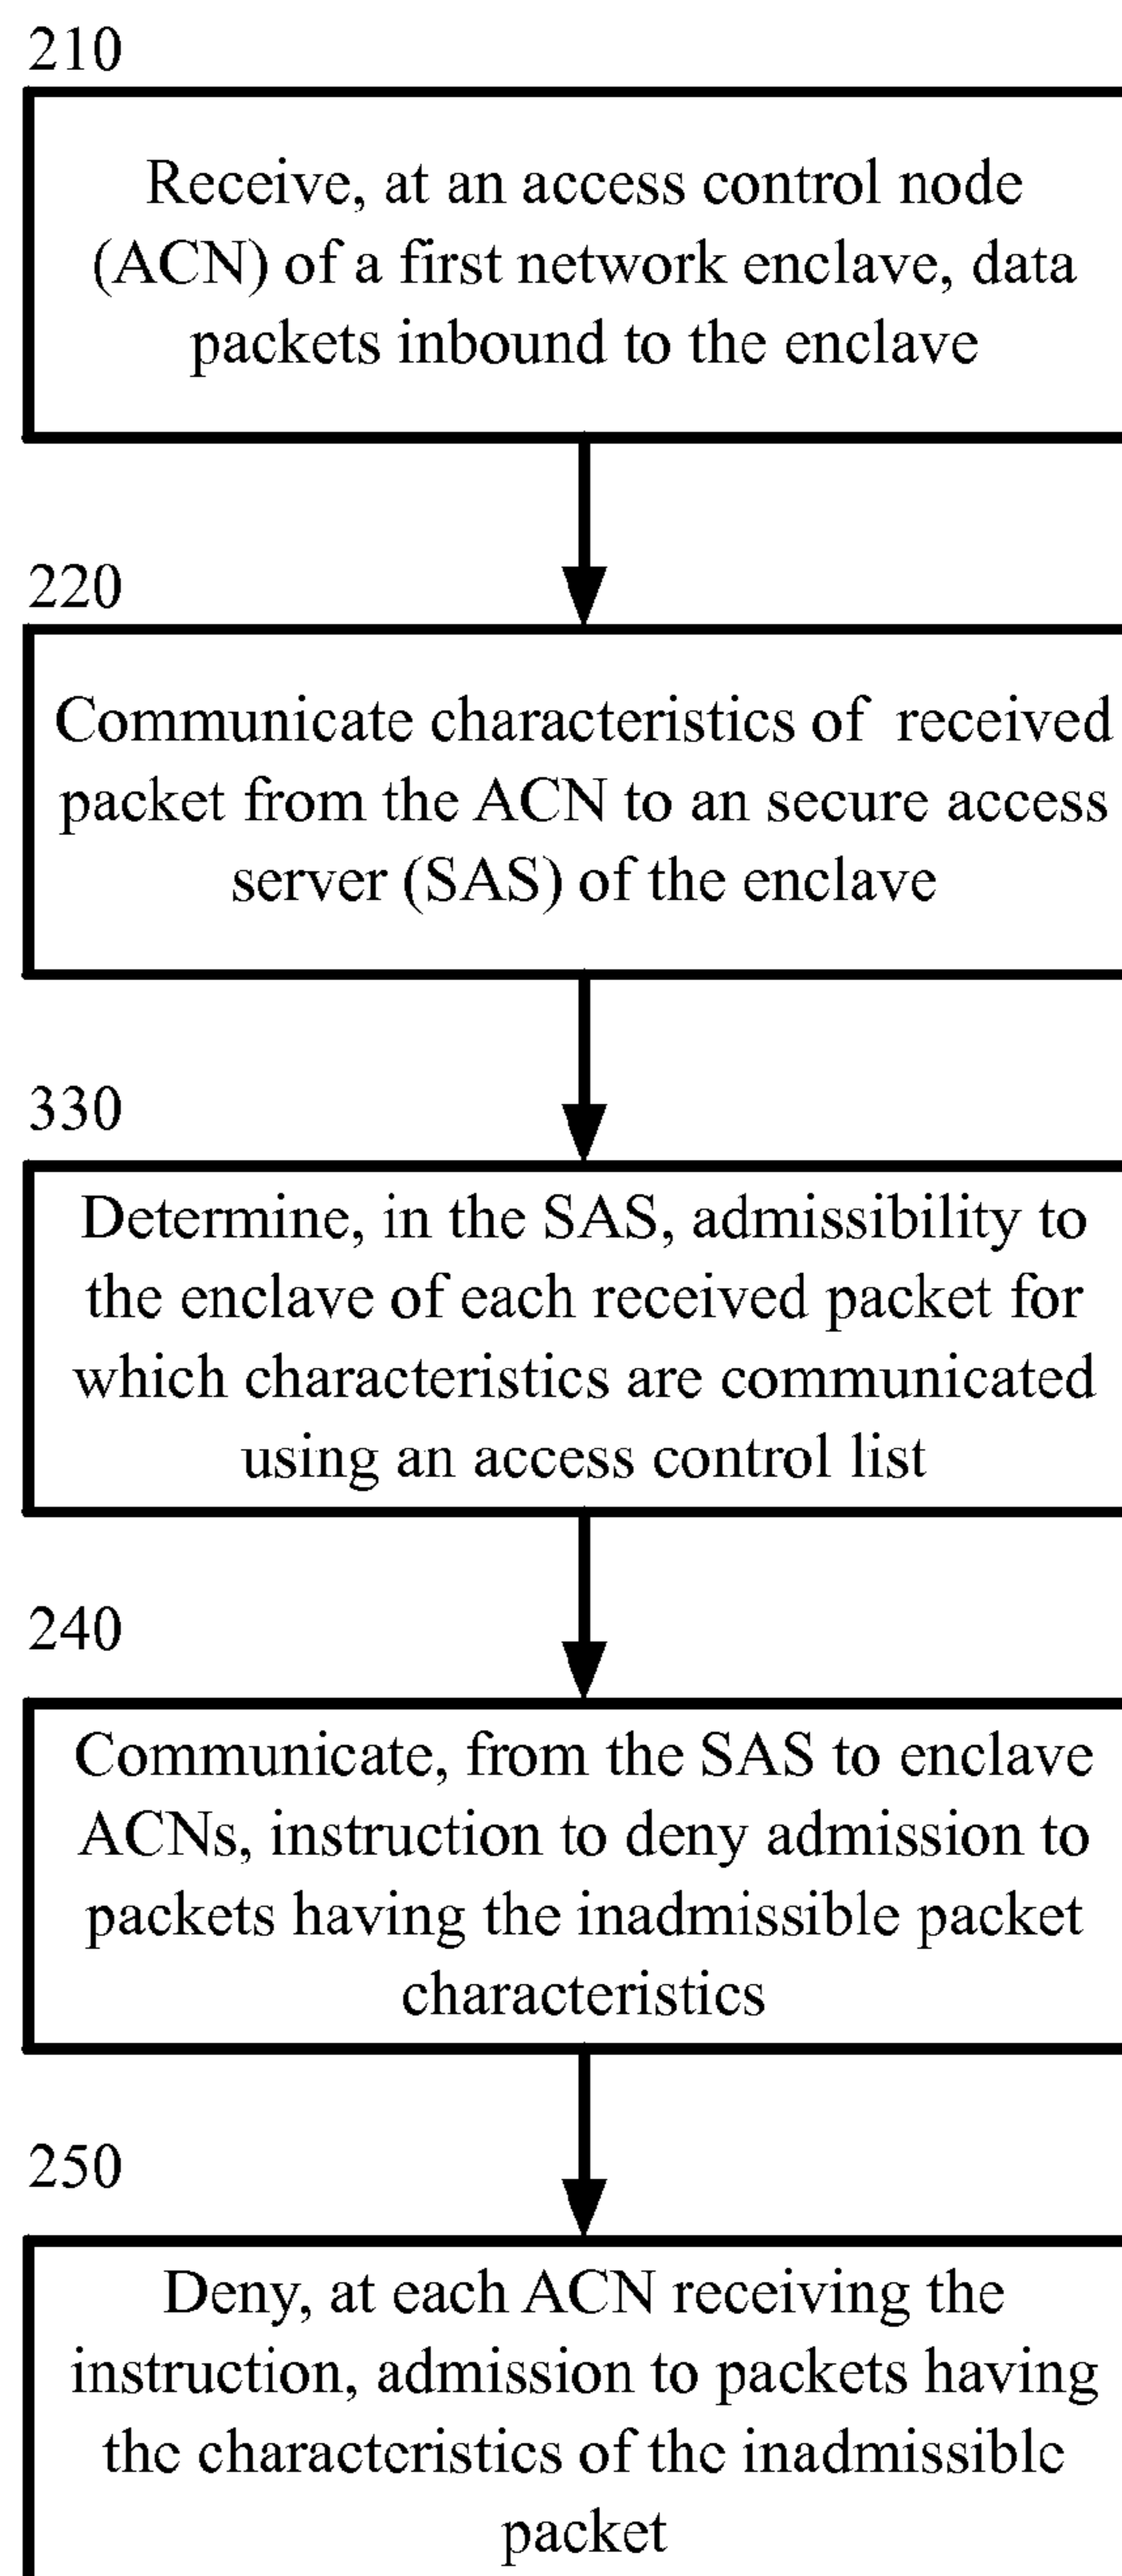 210
Receive, at an access control node
(ACN) of a first network enclave, data
packets inbound to the enclave
220
Communicate characteristics of received
packet from the ACN to an secure access
server (SAS) of the enclave
330
Determine, in the SAS, admissibility to
the enclave of each received packet for
which characteristics are communicated
using an access control list
240
Communicate, from the SAS to enclave
ACNs, instruction to deny admission to
packets having the inadmissible packet
characteristics
250
Deny, at each ACN receiving the
instruction, admission to packets having
the characteristics of the inadmissible
packet